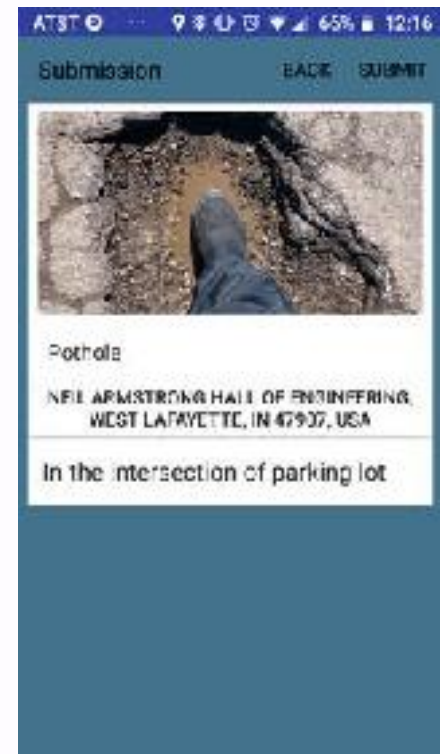 AT&T 65% 12:16
Submission BACK SUBMIT
Pothole
NEIL ARMSTRONG HALL OF ENGINEERING,
WEST LAFAYETTE, IN 47907, USA
In the intersection of parking lot